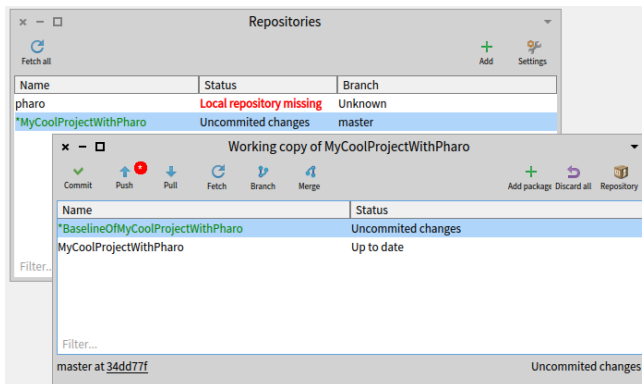 Repositories
Fetch all Add Settings
Name Status Branch
pharo Local repository missing Unknown
*MyCoolProjectWithPharo Uncommited changes master
Working copy of MyCoolProjectWithPharo
Commit Push Pull Fetch Branch Merge Add package Discard all Repository
Name Status
*BaselineOfMyCoolProjectWithPharo Uncommited changes
MyCoolProjectWithPharo Up to date
Filter...
Filter...
master at 34dd77f Uncommited changes